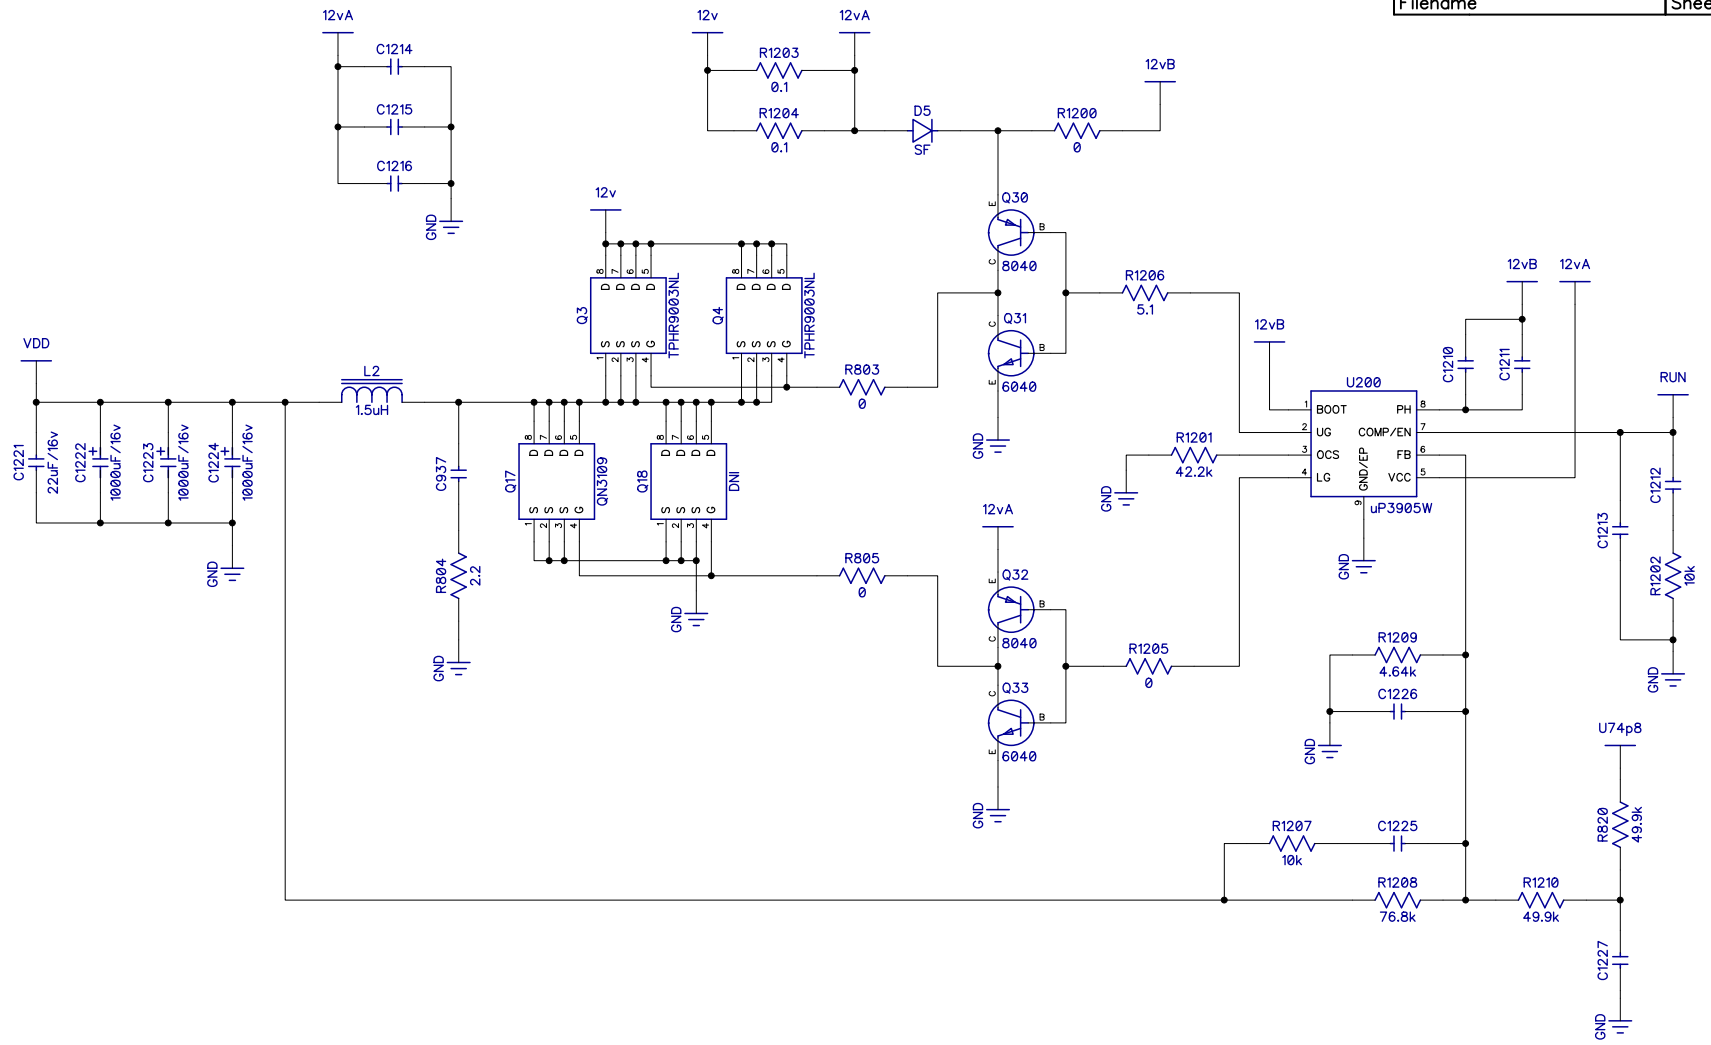 Filename
Shee
12vA
C1214
C1215
C1216
GND
12v
12vA
R1203
0.1
R1204
0.1
D5
SF
12vB
R1200
0
12v
8 7 6 5
D D D D
Q3
TPHR9003NL
S S S G
1 2 3 4
8 7 6 5
D D D D
Q4
TPHR9003NL
S S S G
1 2 3 4
E
Q30
B
C
8040
C
Q31
B
E
6040
GND
R1206
5.1
R803
0
VDD
L2
1.5uH
C1221
22uF/16v
C1222
+
1000uF/16v
C1223
+
1000uF/16v
C1224
+
1000uF/16v
GND
C937
R804
2.2
GND
8 7 6 5
D D D D
Q17
QN3109
S S S G
1 2 3 4
8 7 6 5
D D D D
Q18
DNI
S S S G
1 2 3 4
GND
R805
0
12vA
E
Q32
B
C
8040
C
Q33
B
E
6040
GND
R1205
0
12vB
R1201
42.2k
GND
U200
1 BOOT PH 8
2 UG COMP/EN 7
3 OCS FB 6
4 LG VCC 5
GND/EP
9
uP3905W
GND
12vB
12vA
C1210
C1211
RUN
C1212
C1213
R1202
10k
GND
R1209
4.64k
C1226
GND
U74p8
R820
49.9k
R1207
10k
C1225
R1208
76.8k
R1210
49.9k
C1227
GND